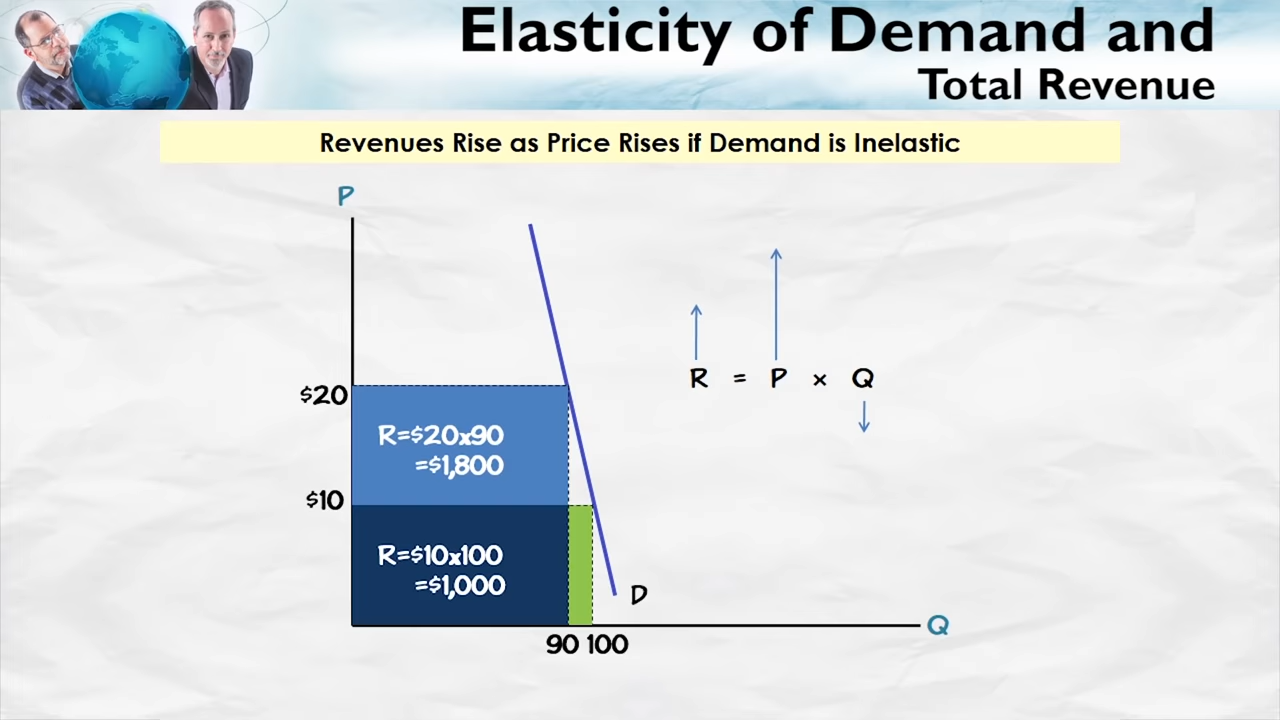 Elasticity of Demand and
Total Revenue
Revenues Rise as Price Rises if Demand is Inelastic
P
$20
R=$20x90
=$1,800
$10
R=$10x100
=$1,000
D
Q
90 100
R = P × Q